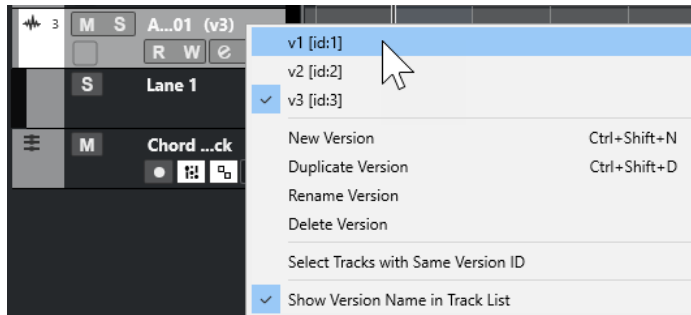 3 M S A...01 (v3)
R W e
S Lane 1
M Chord ...ck
v1 [id:1]
v2 [id:2]
v3 [id:3]
New Version Ctrl+Shift+N
Duplicate Version Ctrl+Shift+D
Rename Version
Delete Version
Select Tracks with Same Version ID
Show Version Name in Track List